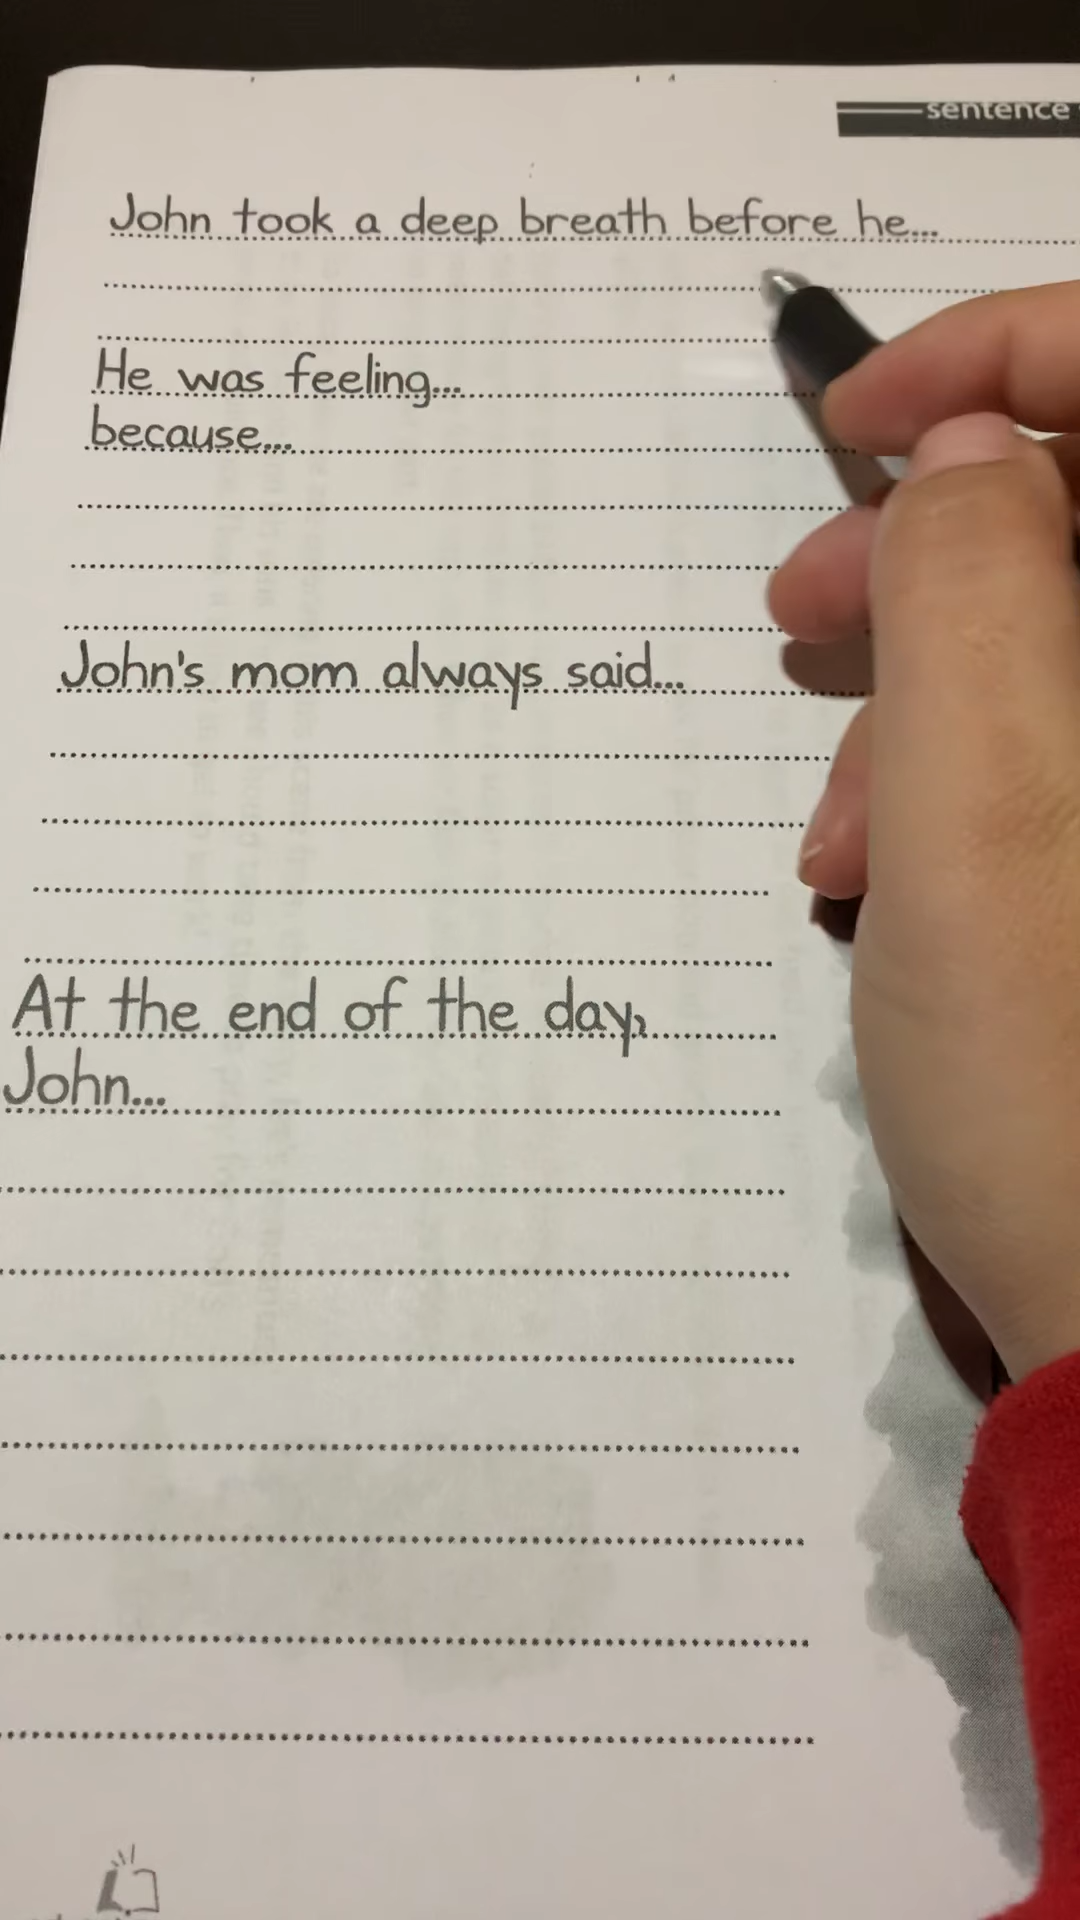 sentence
John took a deep breath before he...
He was feeling...
because...
John's mom always said...
At the end of the day,
John...